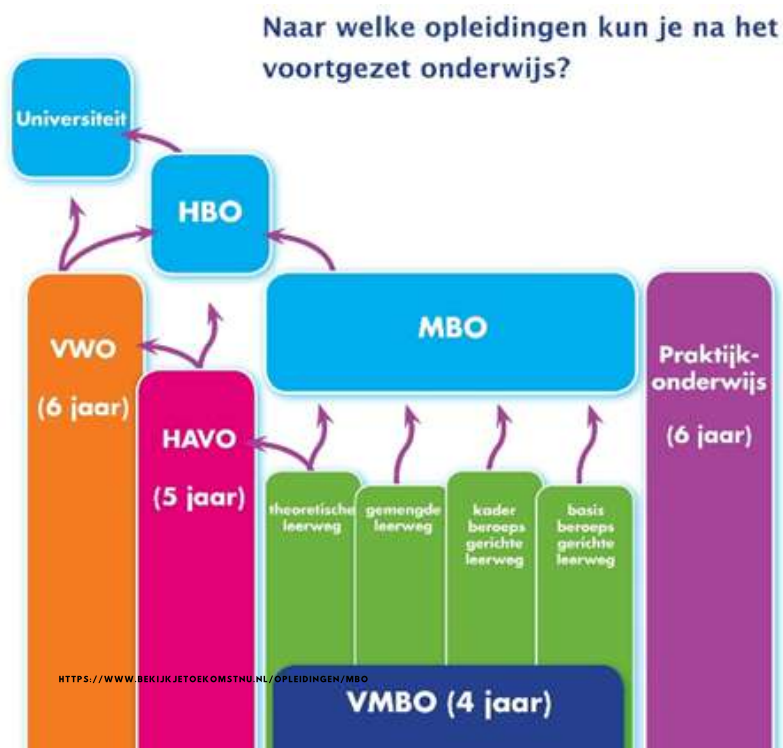 Naar welke opleidingen kun je na het
voortgezet onderwijs?
Universiteit
HBO
MBO
VWO
(6 jaar)
HAVO
(5 jaar)
Praktijk-
onderwijs
(6 jaar)
theoretische
leerweg
gemengde
leerweg
kader
beroeps
gerichte
leerweg
basis
beroeps
gerichte
leerweg
HTTPS://WWW.BEKIJKJETOEKOMSTNU.NL/OPLEIDINGEN/MBO
VMBO (4 jaar)